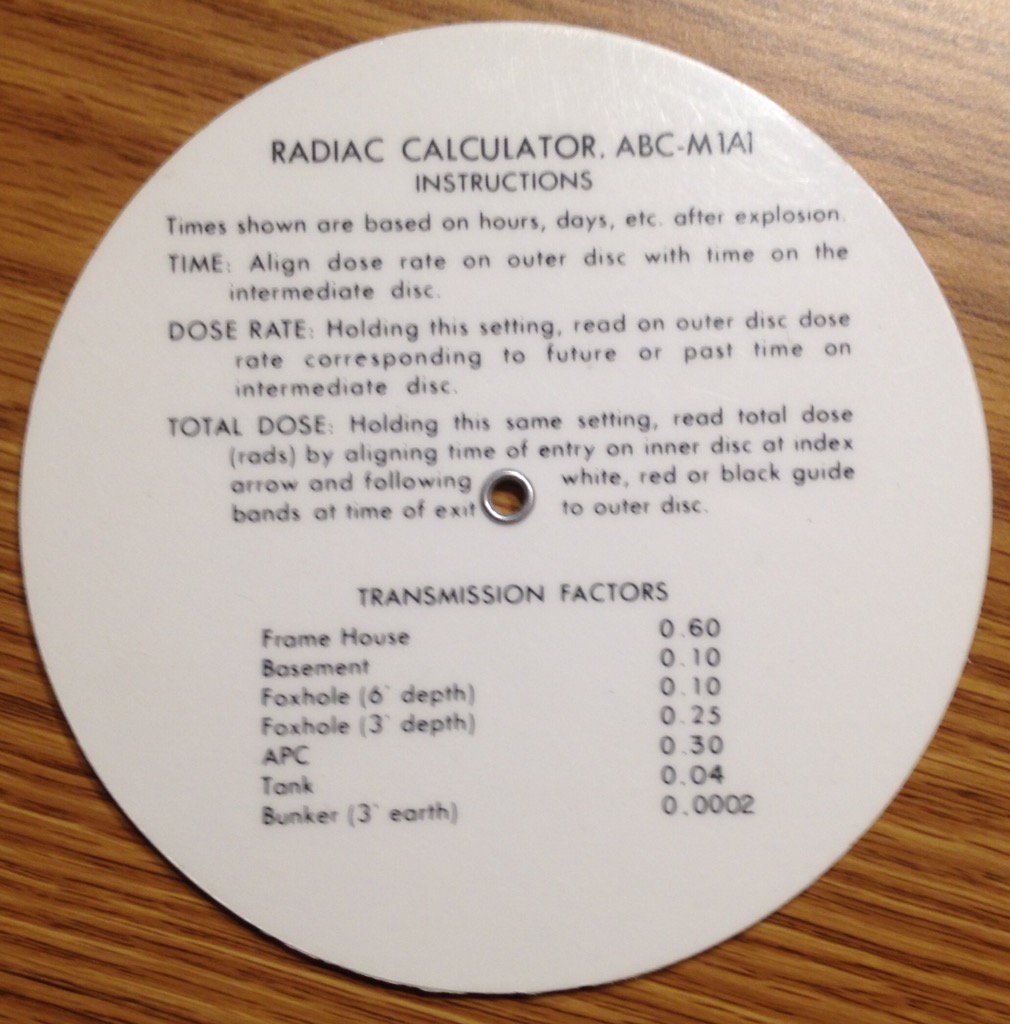 RADIAC CALCULATOR, ABC-M1A1
INSTRUCTIONS
Times shown are based on hours, days, etc. after explosion.
TIME: Align dose rate on outer disc with time on the
intermediate disc.
DOSE RATE: Holding this setting, read on outer disc dose
rate corresponding to future or past time on
intermediate disc.
TOTAL DOSE: Holding this same setting, read total dose
(rads) by aligning time of entry on inner disc at index
arrow and following white, red or black guide
bands at time of exit to outer disc.
TRANSMISSION FACTORS
Frame House 0.60
Basement 0.10
Foxhole (6' depth) 0.10
Foxhole (3' depth) 0.25
APC 0.30
Tank 0.04
Bunker (3' earth) 0.0002